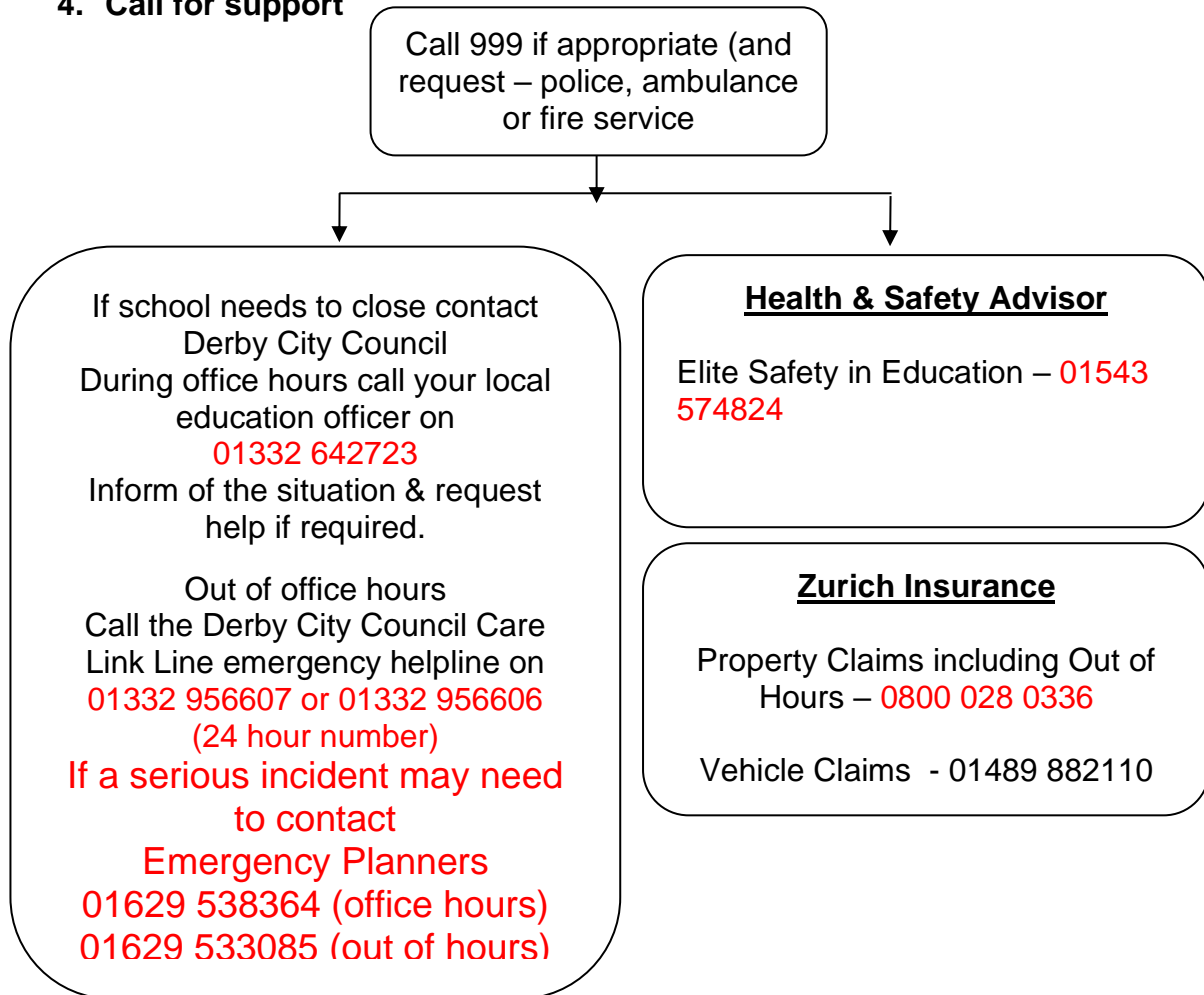 4. Call for support
Call 999 if appropriate (and
request – police, ambulance
or fire service
If school needs to close contact
Derby City Council
During office hours call your local
education officer on
01332 642723
Inform of the situation & request
help if required.
Out of office hours
Call the Derby City Council Care
Link Line emergency helpline on
01332 956607 or 01332 956606
(24 hour number)
If a serious incident may need
to contact
Emergency Planners
01629 538364 (office hours)
01629 533085 (out of hours)
Health & Safety Advisor
Elite Safety in Education – 01543
574824
Zurich Insurance
Property Claims including Out of
Hours – 0800 028 0336
Vehicle Claims - 01489 882110